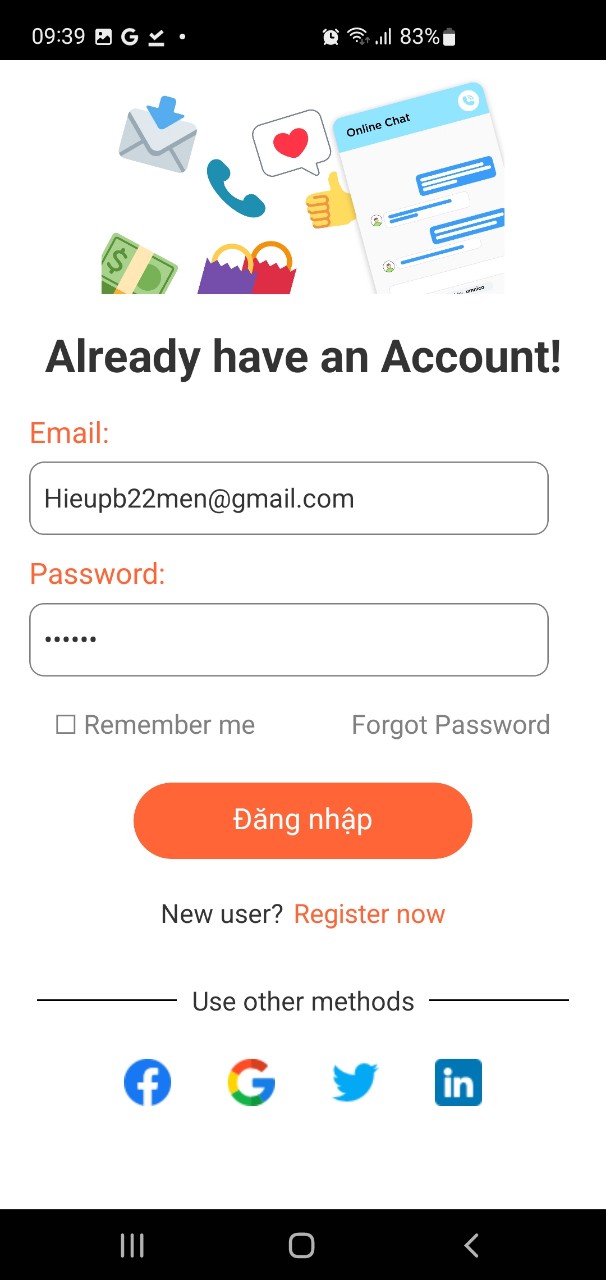 09:39 83%
Online Chat
Already have an Account!
Email:
Hieupb22men@gmail.com
Password:
••••••
Remember me Forgot Password
Đăng nhập
New user? Register now
Use other methods